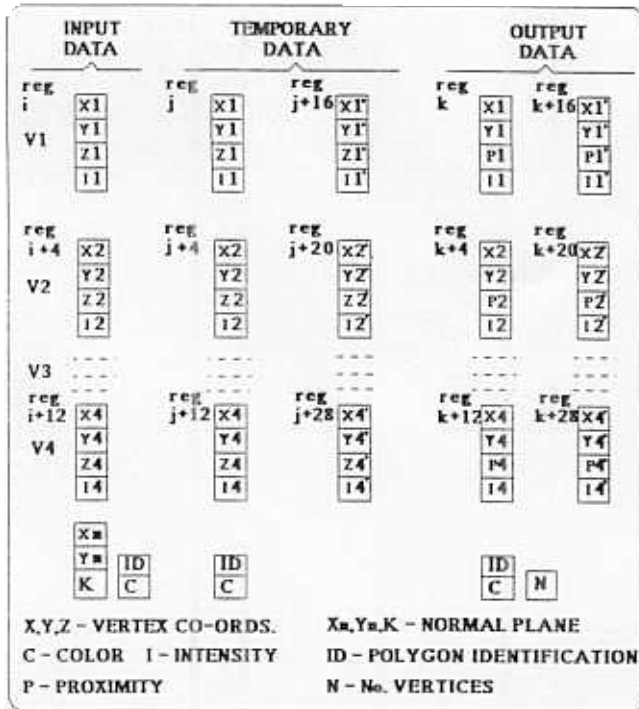 INPUT TEMPORARY OUTPUT
DATA DATA DATA
reg reg reg reg reg
i X1 j X1 j+16 X1' k X1 k+16 X1'
V1 Y1 Y1 Y1' Y1 Y1'
Z1 Z1 Z1' P1 P1'
I1 I1 I1' I1 I1'
reg reg reg reg reg
i+4 X2 j+4 X2 j+20 X2' k+4 X2 k+20 X2'
Y2 Y2 Y2' Y2 Y2'
V2 Z2 Z2 Z2' P2 P2'
I2 I2 I2' I2 I2'
V3
reg reg reg reg reg
i+12 X4 j+12 X4 j+28 X4' k+12 X4 k+28 X4'
V4 Y4 Y4 Y4' Y4 Y4'
Z4 Z4 Z4' P4 P4'
I4 I4 I4' I4 I4'
Xn
Yn ID ID ID
K C C C N
X,Y,Z - VERTEX CO-ORDS. Xn,Yn,K - NORMAL PLANE
C - COLOR I - INTENSITY ID - POLYGON IDENTIFICATION
P - PROXIMITY N - No. VERTICES